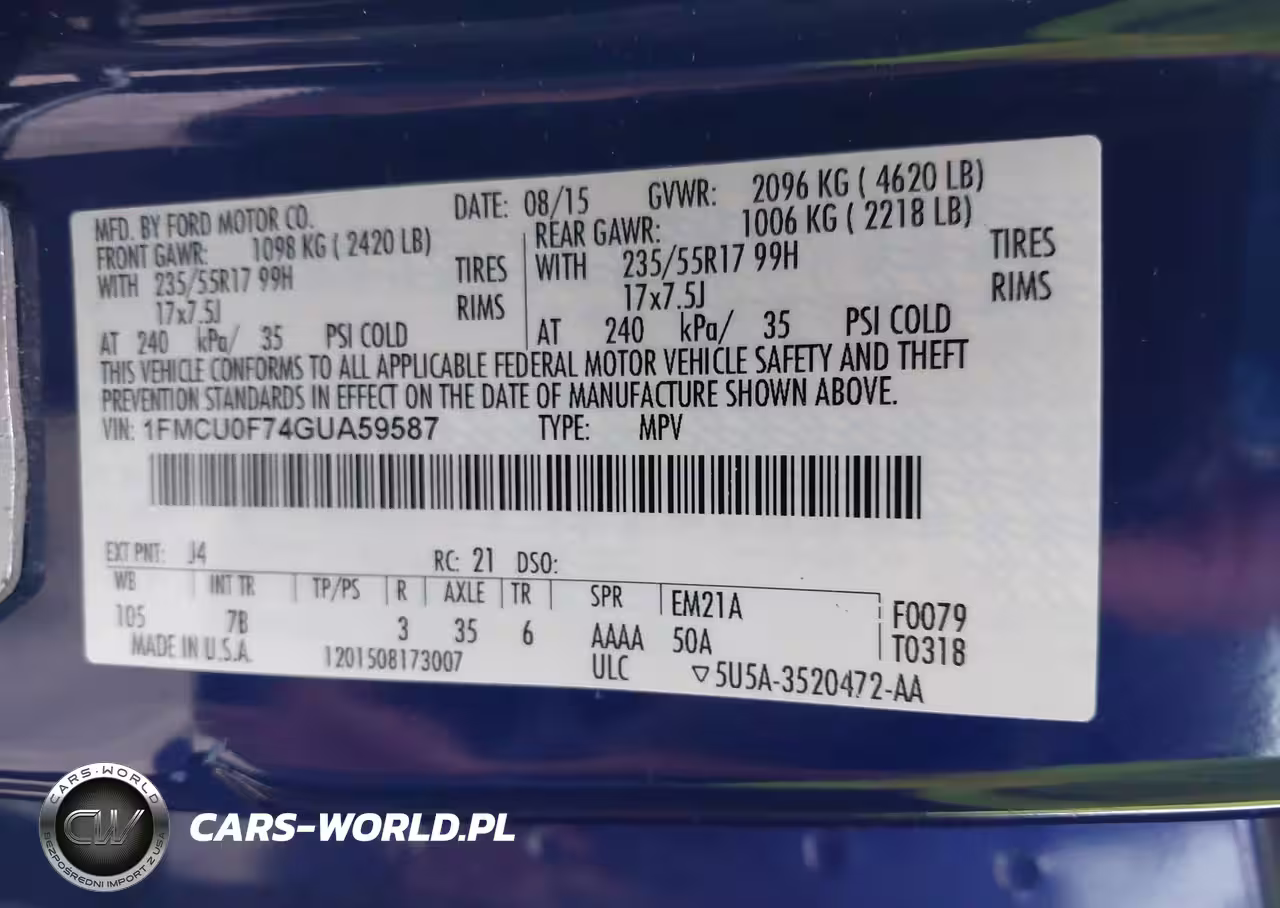 MFD. BY FORD MOTOR CO. DATE: 08/15 GVWR: 2096 KG ( 4620 LB)
FRONT GAWR: 1098 KG ( 2420 LB) REAR GAWR: 1006 KG ( 2218 LB)
WITH 235/55R17 99H TIRES WITH 235/55R17 99H TIRES
17x7.5J RIMS 17x7.5J RIMS
AT 240 kPa/ 35 PSI COLD AT 240 kPa/ 35 PSI COLD
THIS VEHICLE CONFORMS TO ALL APPLICABLE FEDERAL MOTOR VEHICLE SAFETY AND THEFT
PREVENTION STANDARDS IN EFFECT ON THE DATE OF MANUFACTURE SHOWN ABOVE.
VIN: 1FMCU0F74GUA59587 TYPE: MPV
EXT PNT: J4 RC: 21 DSO:
WB INT TR TP/PS R AXLE TR SPR EM21A F0079
105 7B 3 35 6 AAAA 50A T0318
MADE IN U.S.A. 1201508173007 ULC 5U5A-3520472-AA
CARS-WORLD
CW
BEZPOŚREDNI IMPORT Z USA
CARS-WORLD.PL